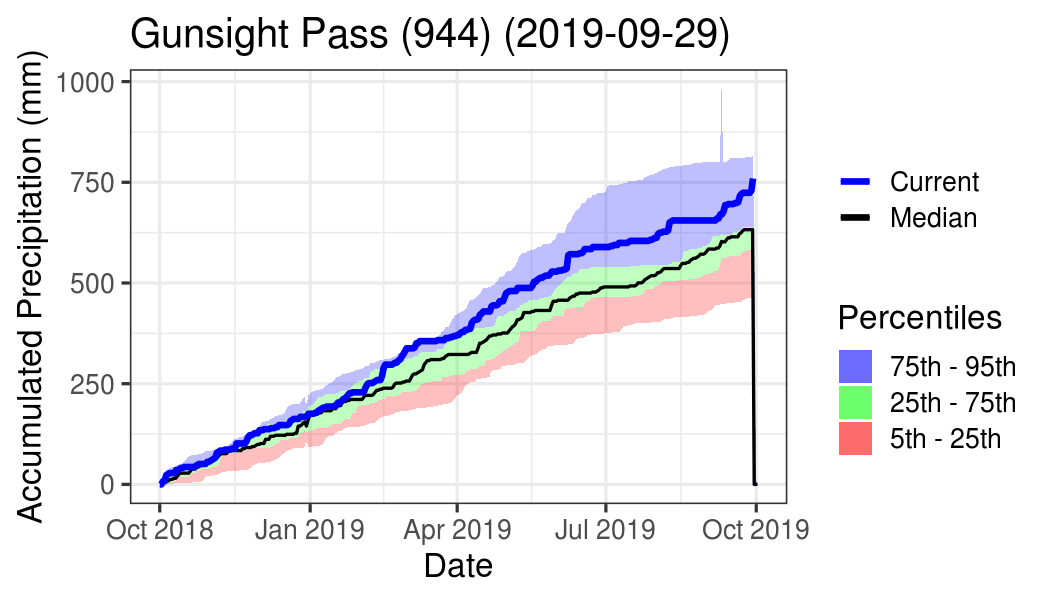 Gunsight Pass (944) (2019-09-29)
Accumulated Precipitation (mm)
1000
750
500
250
0
Oct 2018
Jan 2019
Apr 2019
Jul 2019
Oct 2019
Date
Current
Median
Percentiles
75th - 95th
25th - 75th
5th - 25th